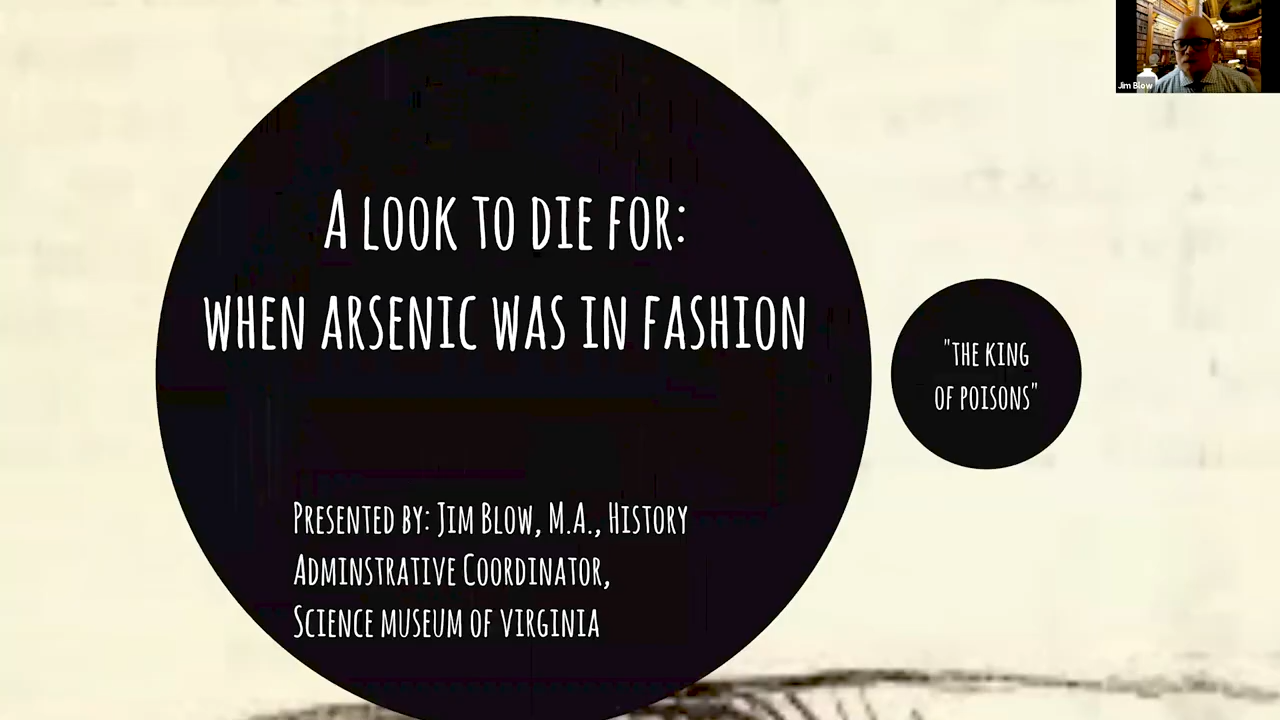 A LOOK TO DIE FOR:
WHEN ARSENIC WAS IN FASHION
"THE KING
OF POISONS"
PRESENTED BY: JIM BLOW, M.A., HISTORY
ADMINSTRATIVE COORDINATOR,
SCIENCE MUSEUM OF VIRGINIA
Jim Blow